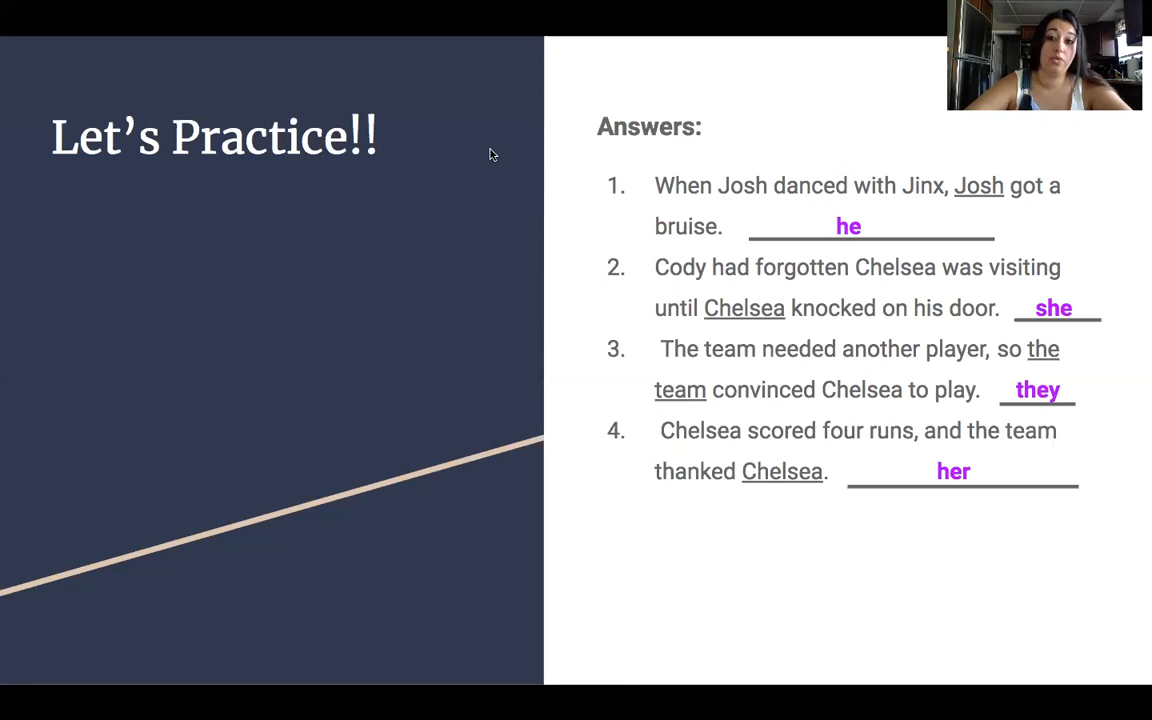 Let's Practice!!
Answers:
1. When Josh danced with Jinx, Josh got a
bruise. he
2. Cody had forgotten Chelsea was visiting
until Chelsea knocked on his door. she
3. The team needed another player, so the
team convinced Chelsea to play. they
4. Chelsea scored four runs, and the team
thanked Chelsea. her